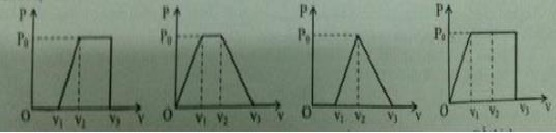 P P P P
P₀ P₀ P₀ P₀
O v₁ v₂ v₃ v O v₁ v₂ v₃ v O v₁ v₂ v₃ v O v₁ v₂ v₃ v